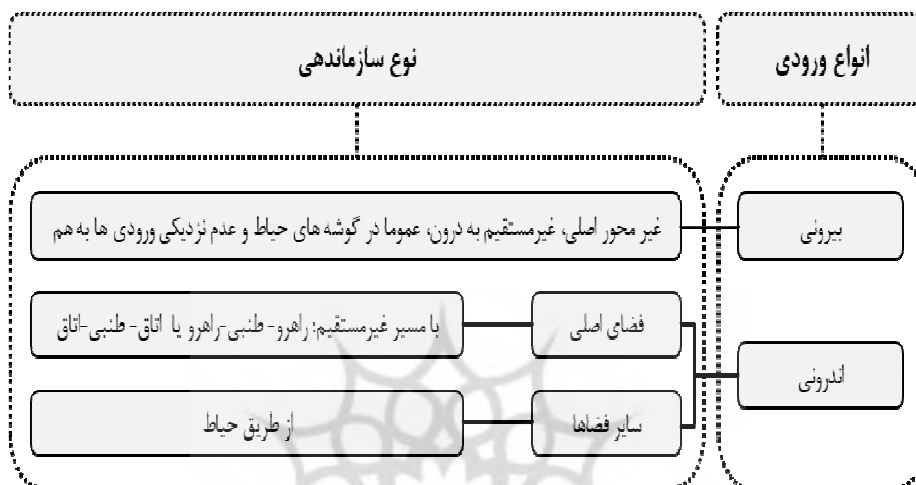 انواع ورودی
نوع سازماندهی
بیرونی
غیر محور اصلی، غیرمستقیم به درون، عموما در گوشه های حیاط و عدم نزدیکی ورودی ها به هم
اندرونی
فضای اصلی
با مسیر غیرمستقیم: راهرو- طنبی-راهرو یا اتاق- طنبی-اتاق
سایر فضاها
از طریق حیاط